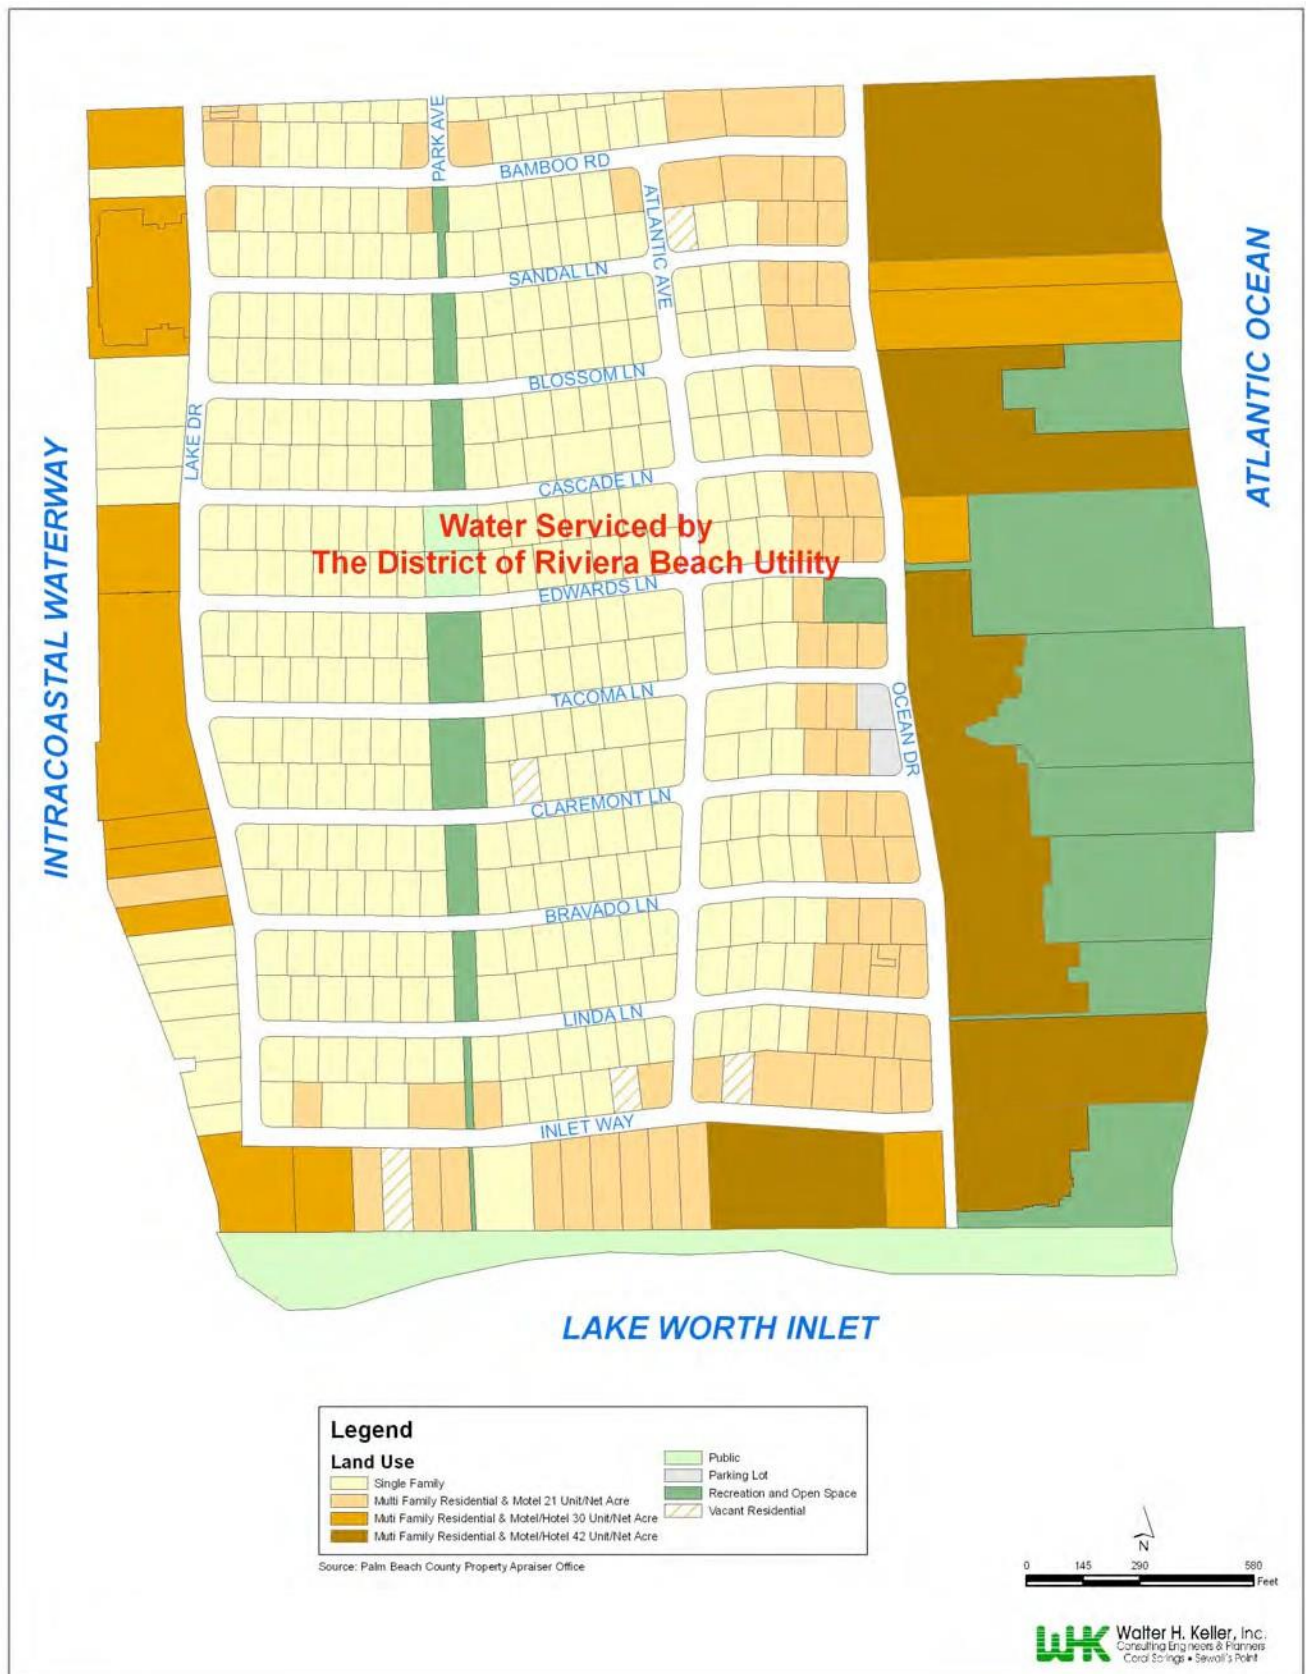 PARK AVE
BAMBOO RD
ATLANTIC AVE
SANDAL LN
ATLANTIC OCEAN
BLOSSOM LN
LAKE DR
INTRACOASTAL WATERWAY
CASCADE LN
Water Serviced by
The District of Riviera Beach Utility
EDWARDS LN
TACOMA LN
OCEAN DR
CLAREMONT LN
BRAVADO LN
LINDA LN
INLET WAY
LAKE WORTH INLET
Legend
Land Use
Single Family
Multi Family Residential & Motel 21 Unit/Net Acre
Muti Family Residential & Motel/Hotel 30 Unit/Net Acre
Muti Family Residential & Motel/Hotel 42 Unit/Net Acre
Public
Parking Lot
Recreation and Open Space
Vacant Residential
Source: Palm Beach County Property Apraiser Office
N
0 145 290 580
Feet
WHK
Walter H. Keller, Inc.
Consulting Engineers & Planners
Coral Springs • Sewall's Point